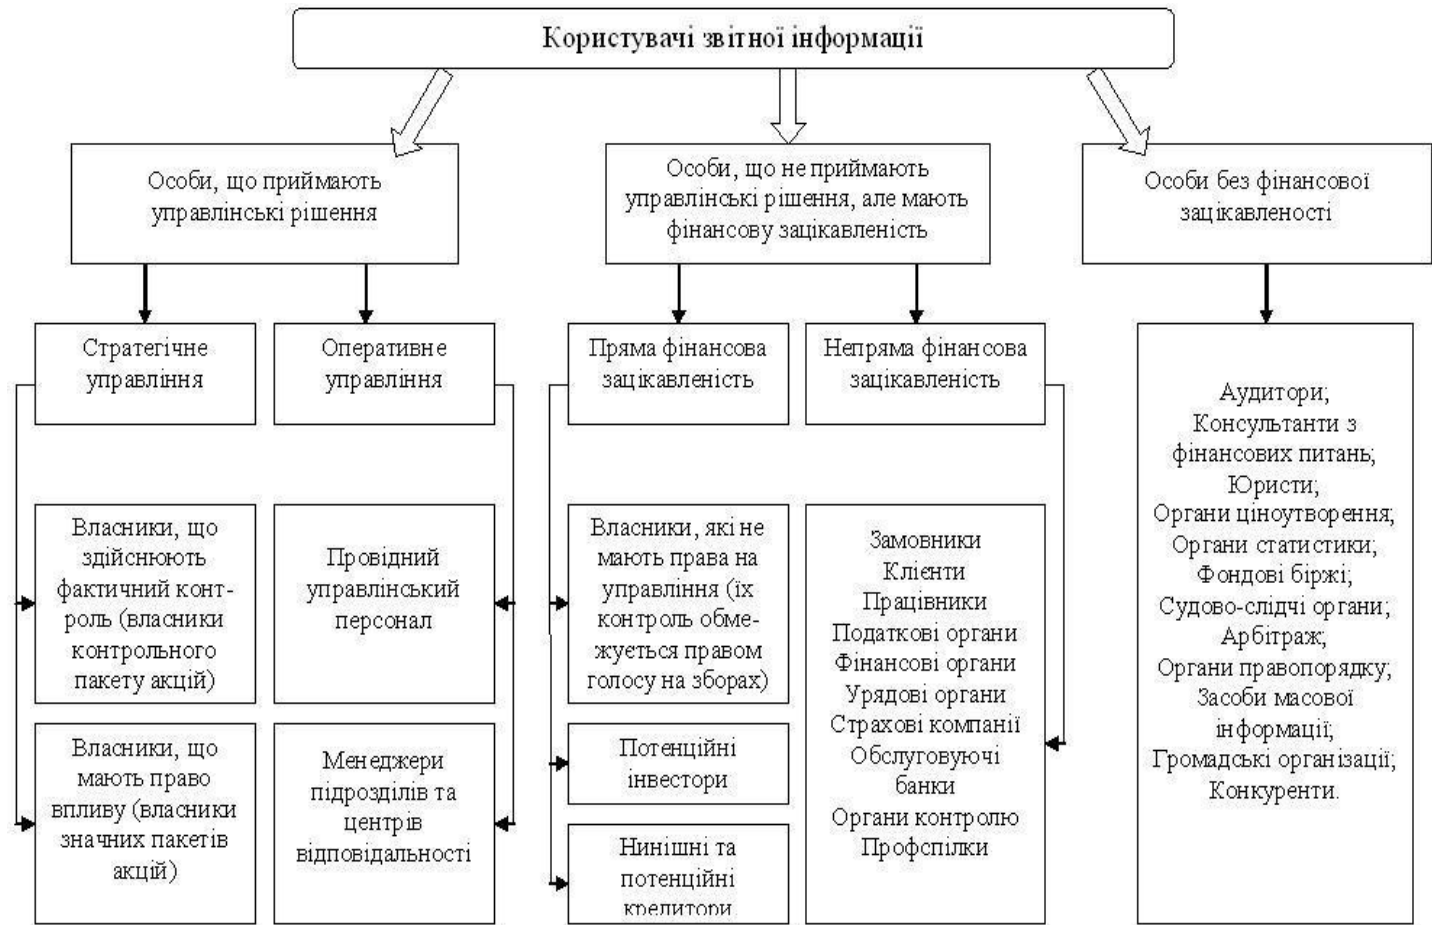 Користувачі звітної інформації
Особи, що приймають
управлінські рішення
Особи, що не приймають
управлінські рішення, але мають
фінансову зацікавленість
Особи без фінансової
зацікавленості
Стратегічне
управління
Оперативне
управління
Пряма фінансова
зацікавленість
Непряма фінансова
зацікавленість
Власники, що
здійснюють
фактичний конт-
роль (власники
контрольного
пакету акцій)
Провідний
управлінський
персонал
Власники, які не
мають права на
управління (їх
контроль обме-
жується правом
голосу на зборах)
Замовники
Клієнти
Працівники
Податкові органи
Фінансові органи
Урядові органи
Страхові компанії
Обслуговуючі
банки
Органи контролю
Профспілки
Аудитори;
Консультанти з
фінансових питань;
Юристи;
Органи ціноутворення;
Органи статистики;
Фондові біржі;
Судово-слідчі органи;
Арбітраж;
Органи правопорядку;
Засоби масової
інформації;
Громадські організації;
Конкуренти.
Власники, що
мають право
впливу (власники
значних пакетів
акцій)
Менеджери
підрозділів та
центрів
відповідальності
Потенційні
інвестори
Нинішні та
потенційні
кредитори